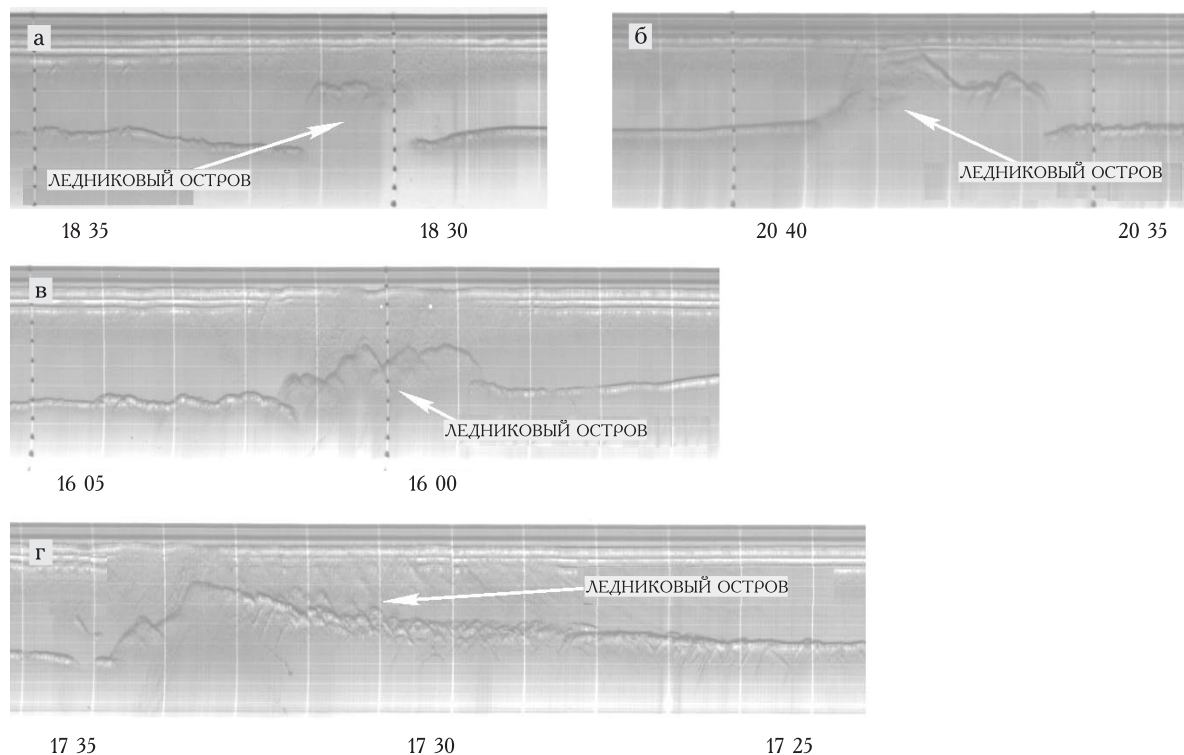 а
б
ЛЕДНИКОВЫЙ ОСТРОВ
ЛЕДНИКОВЫЙ ОСТРОВ
18 35
18 30
20 40
20 35
в
ЛЕДНИКОВЫЙ ОСТРОВ
16 05
16 00
г
ЛЕДНИКОВЫЙ ОСТРОВ
17 35
17 30
17 25